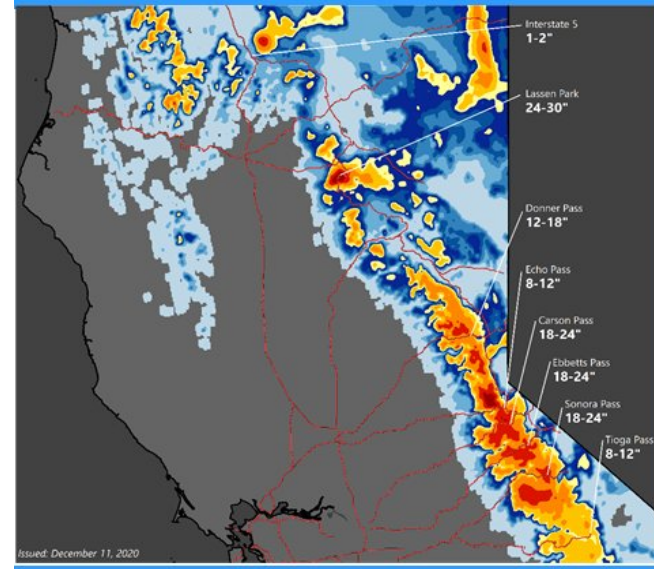 Interstate 5
1-2"
Lassen Park
24-30"
Donner Pass
12-18"
Echo Pass
8-12"
Carson Pass
18-24"
Ebbetts Pass
18-24"
Sonora Pass
18-24"
Tioga Pass
8-12"
Issued: December 11, 2020